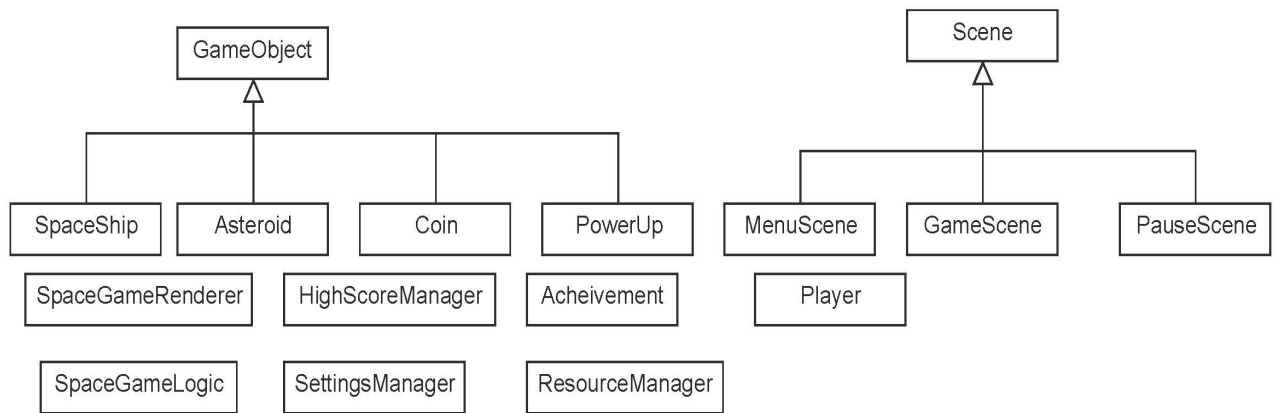 GameObject
Scene
SpaceShip
Asteroid
Coin
PowerUp
MenuScene
GameScene
PauseScene
SpaceGameRenderer
HighScoreManager
Acheivement
Player
SpaceGameLogic
SettingsManager
ResourceManager